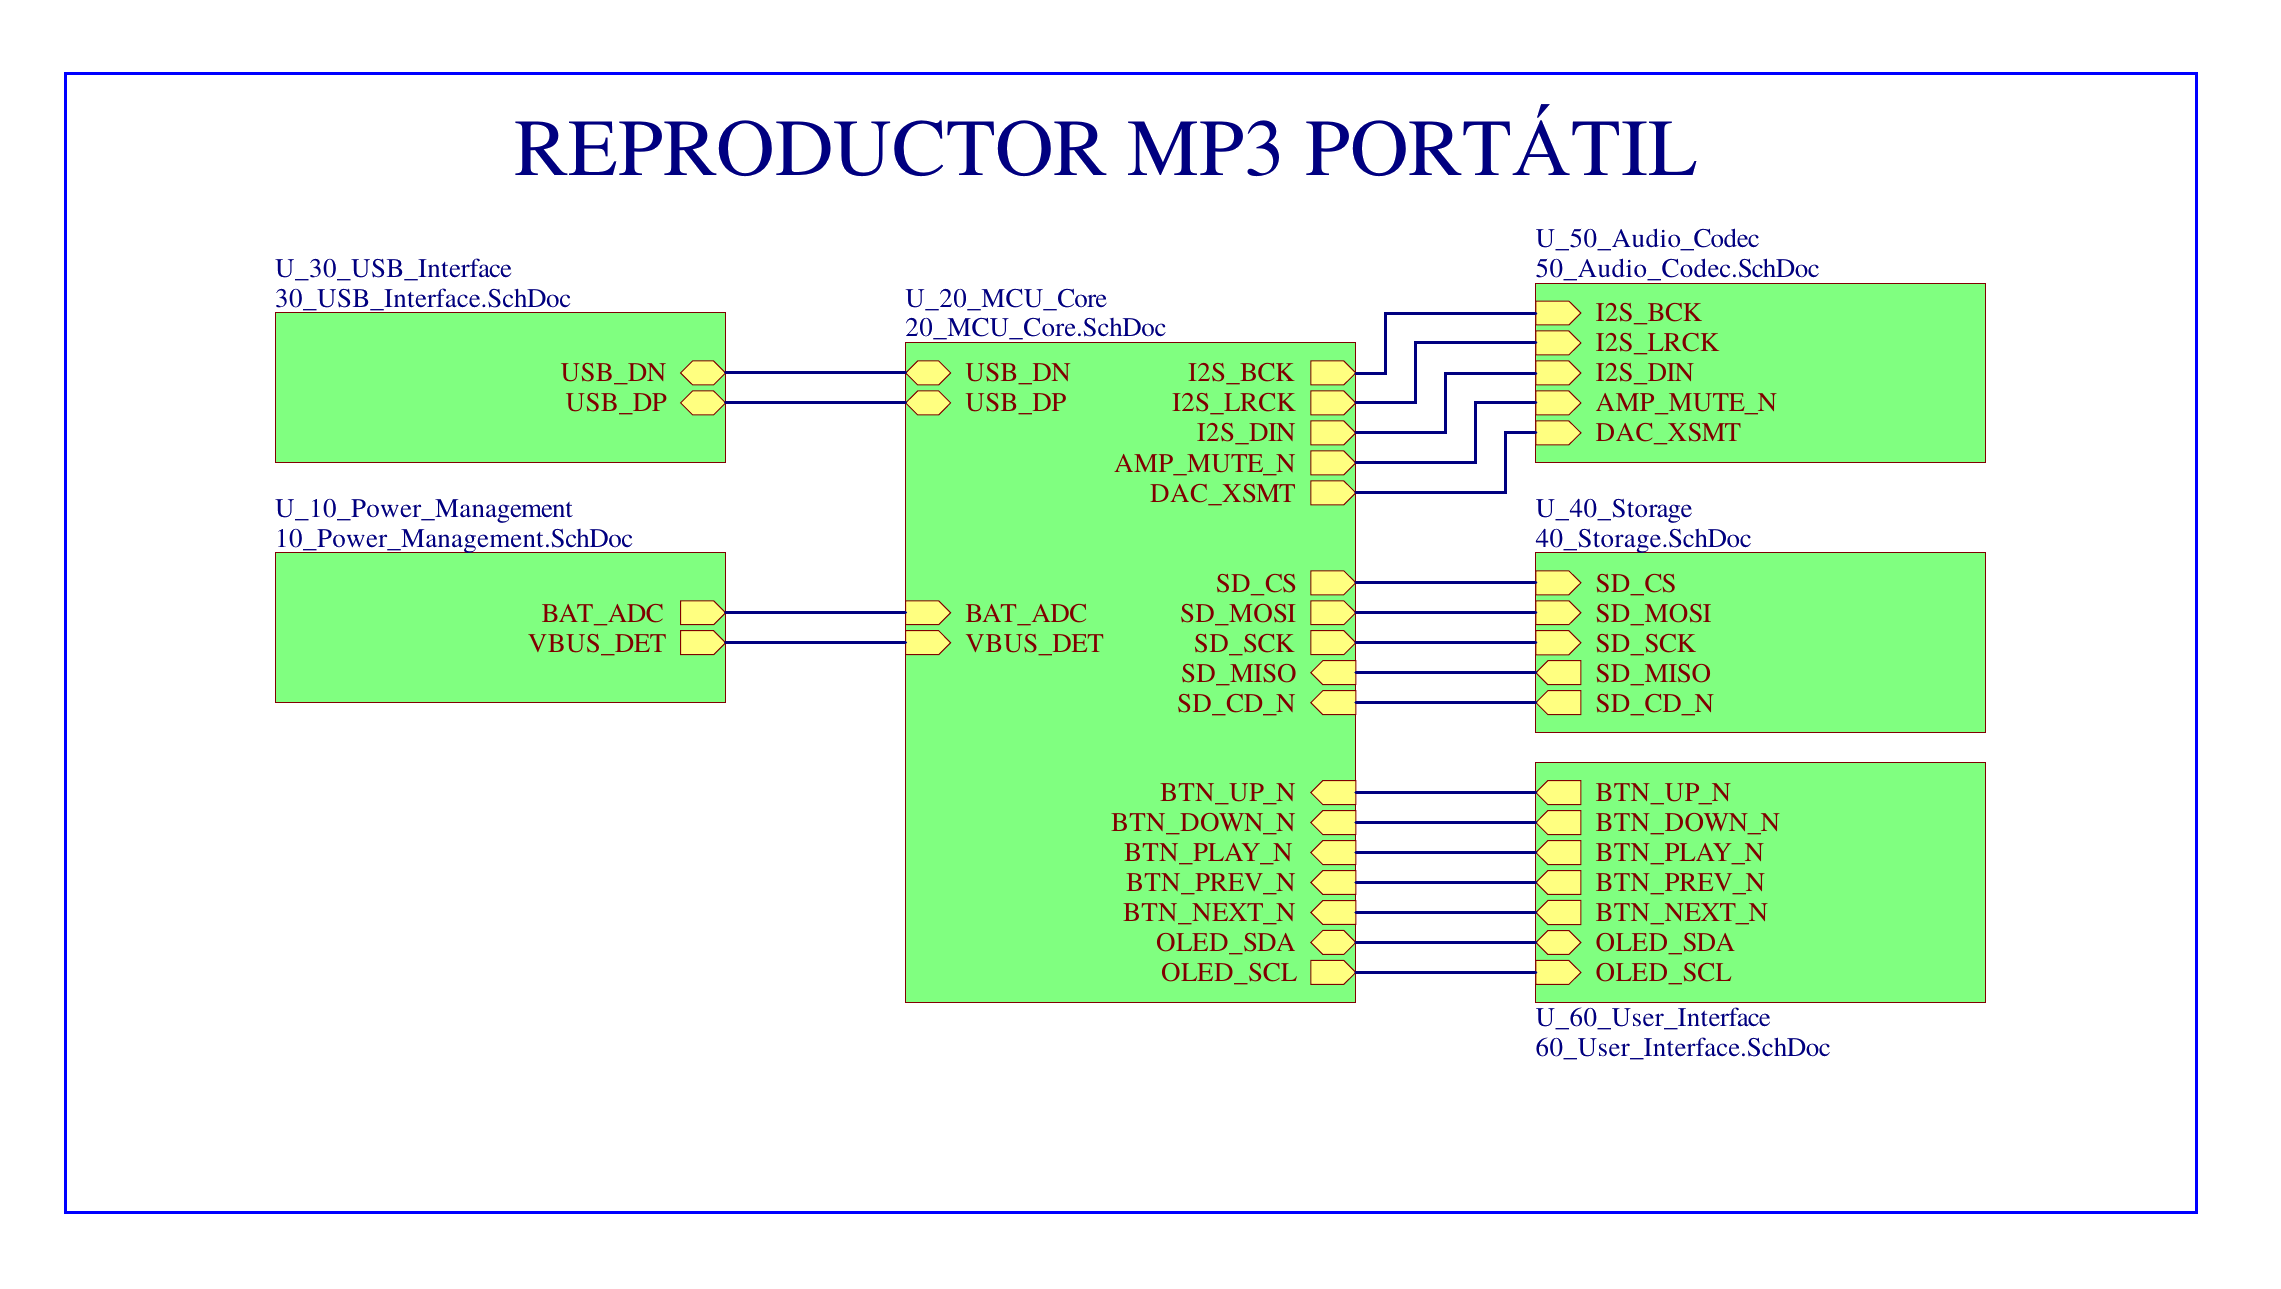 REPRODUCTOR MP3 PORTÁTIL
U_30_USB_Interface
30_USB_Interface.SchDoc
USB_DN
USB_DP
U_10_Power_Management
10_Power_Management.SchDoc
BAT_ADC
VBUS_DET
U_20_MCU_Core
20_MCU_Core.SchDoc
USB_DN
USB_DP
BAT_ADC
VBUS_DET
I2S_BCK
I2S_LRCK
I2S_DIN
AMP_MUTE_N
DAC_XSMT
SD_CS
SD_MOSI
SD_SCK
SD_MISO
SD_CD_N
BTN_UP_N
BTN_DOWN_N
BTN_PLAY_N
BTN_PREV_N
BTN_NEXT_N
OLED_SDA
OLED_SCL
U_50_Audio_Codec
50_Audio_Codec.SchDoc
I2S_BCK
I2S_LRCK
I2S_DIN
AMP_MUTE_N
DAC_XSMT
U_40_Storage
40_Storage.SchDoc
SD_CS
SD_MOSI
SD_SCK
SD_MISO
SD_CD_N
BTN_UP_N
BTN_DOWN_N
BTN_PLAY_N
BTN_PREV_N
BTN_NEXT_N
OLED_SDA
OLED_SCL
U_60_User_Interface
60_User_Interface.SchDoc